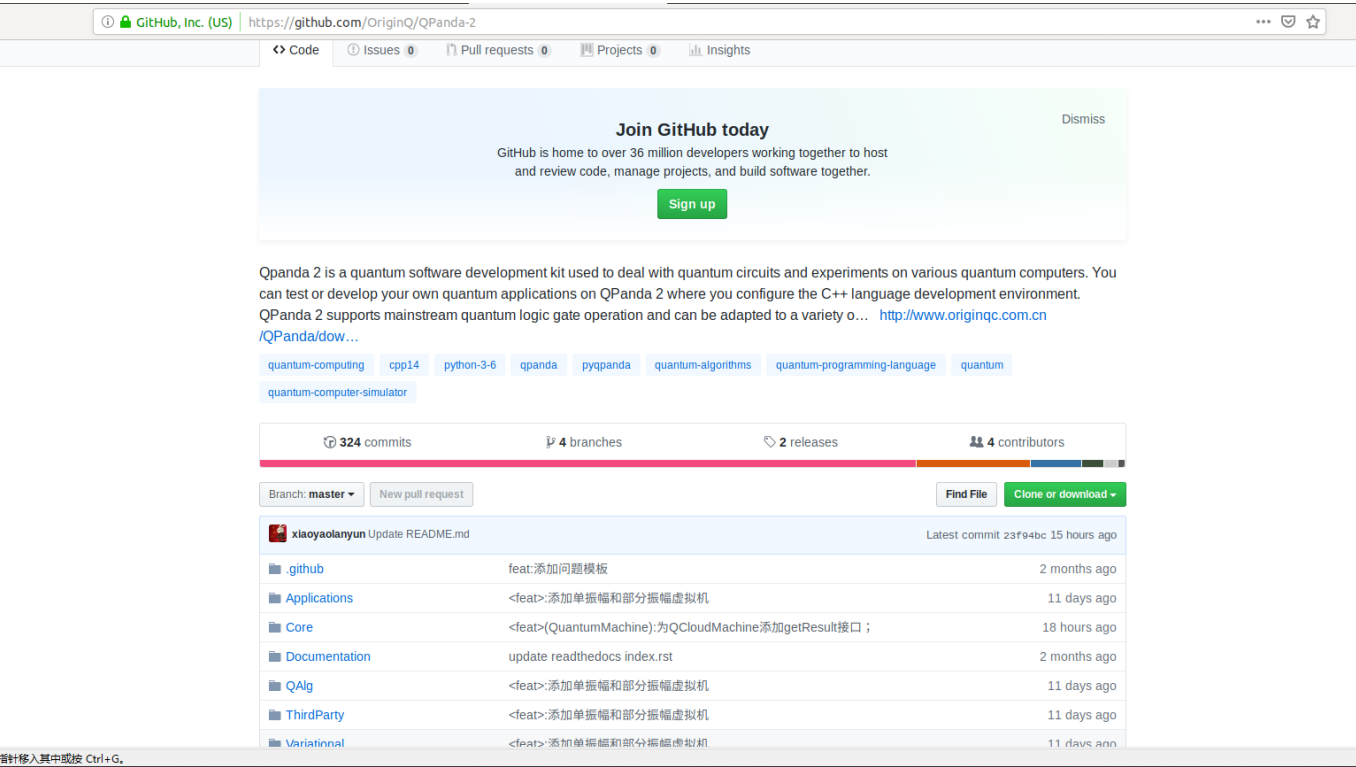 GitHub, Inc. (US) https://github.com/OriginQ/QPanda-2
Code Issues 0 Pull requests 0 Projects 0 Insights
Join GitHub today
Dismiss
GitHub is home to over 36 million developers working together to host
and review code, manage projects, and build software together.
Sign up
Qpanda 2 is a quantum software development kit used to deal with quantum circuits and experiments on various quantum computers. You
can test or develop your own quantum applications on QPanda 2 where you configure the C++ language development environment.
QPanda 2 supports mainstream quantum logic gate operation and can be adapted to a variety o… http://www.originqc.com.cn
/QPanda/dow…
quantum-computing cpp14 python-3-6 qpanda pyqpanda quantum-algorithms quantum-programming-language quantum
quantum-computer-simulator
324 commits 4 branches 2 releases 4 contributors
Branch: master New pull request Find File Clone or download
xiaoyaolanyun Update README.md Latest commit 23f94bc 15 hours ago
.github feat:添加问题模板 2 months ago
Applications <feat>:添加单振幅和部分振幅虚拟机 11 days ago
Core <feat>(QuantumMachine):为QCloudMachine添加getResult接口； 18 hours ago
Documentation update readthedocs index.rst 2 months ago
QAlg <feat>:添加单振幅和部分振幅虚拟机 11 days ago
ThirdParty <feat>:添加单振幅和部分振幅虚拟机 11 days ago
Variational <feat>:添加单振幅和部分振幅虚拟机 11 days ago
指针移入其中或按 Ctrl+G。